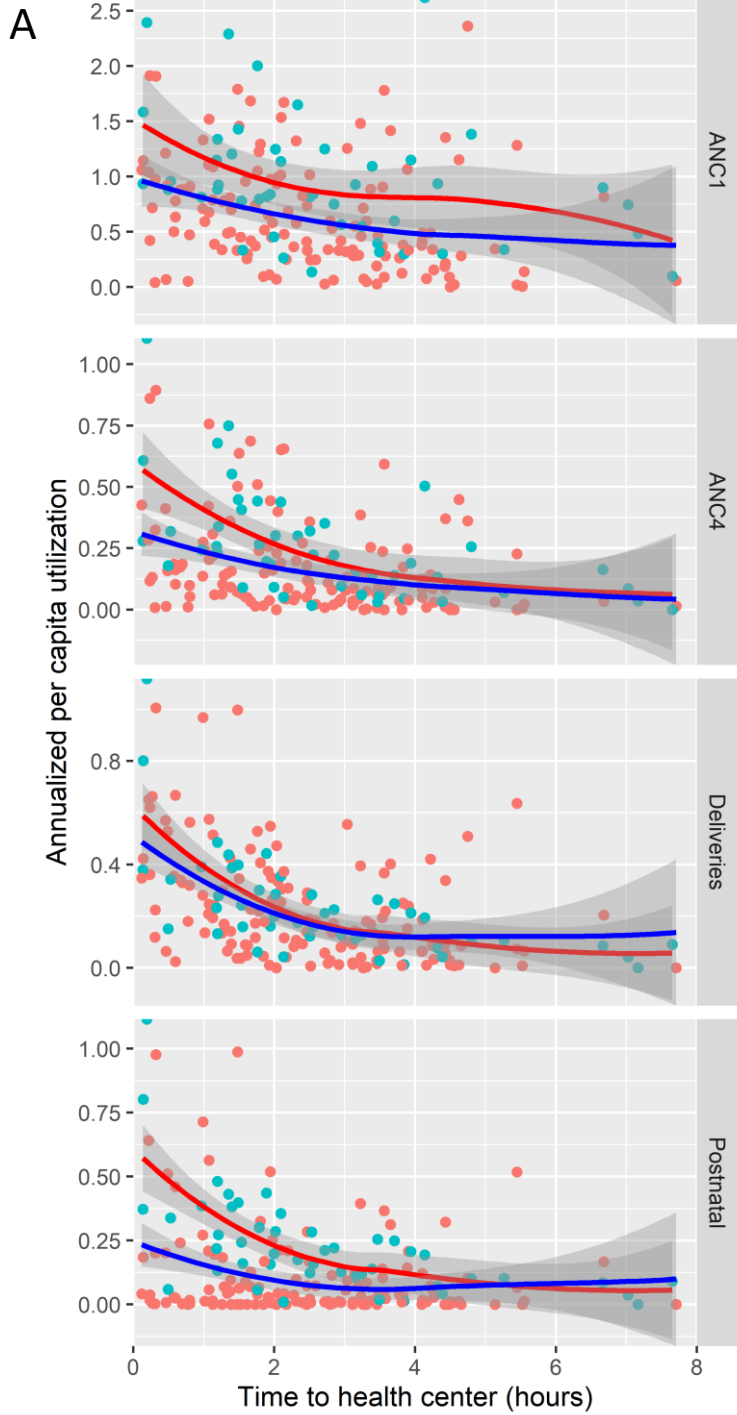 A
2.5
2.0
1.5
1.0
0.5
0.0
ANC1
1.00
0.75
0.50
0.25
0.00
ANC4
Annualized per capita utilization
0.8
0.4
0.0
Deliveries
1.00
0.75
0.50
0.25
0.00
Postnatal
0 2 4 6 8
Time to health center (hours)